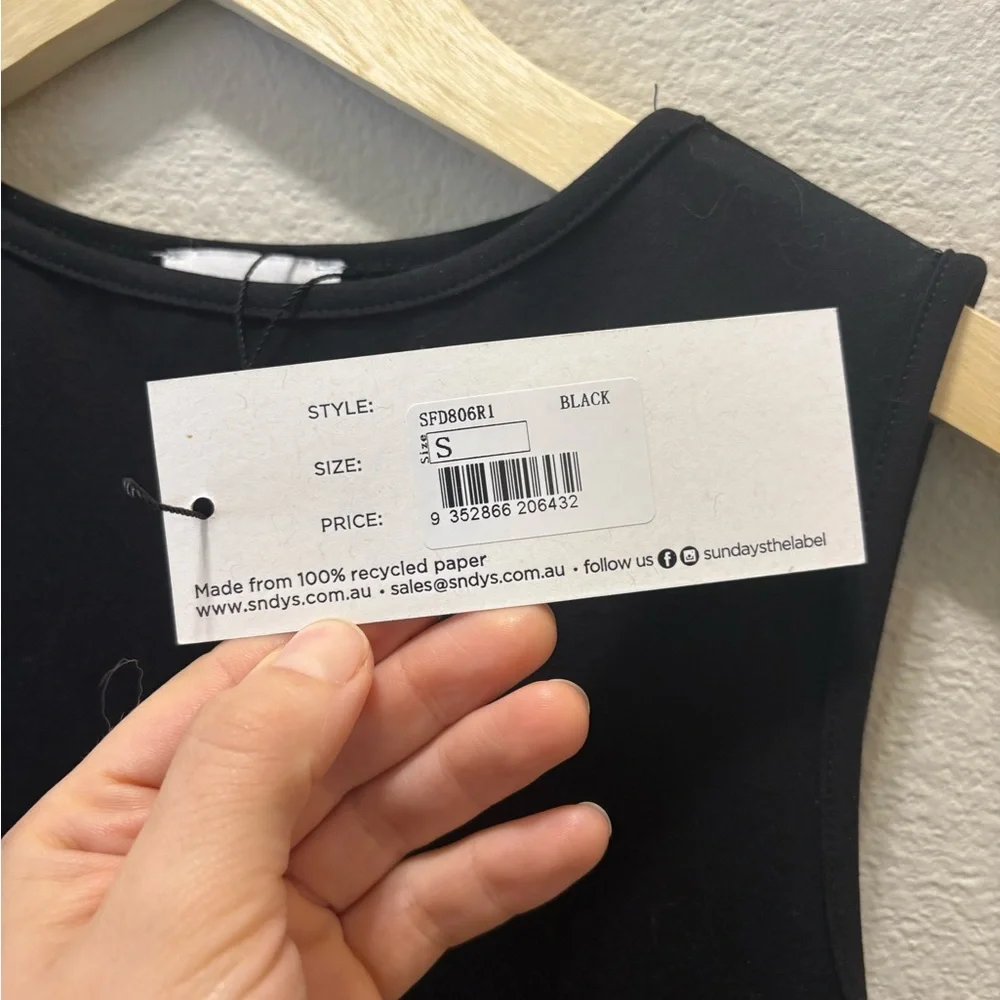 STYLE: SFD806R1 BLACK
SIZE: Size S
PRICE: 9 352866 206432
Made from 100% recycled paper
www.sndys.com.au • sales@sndys.com.au • follow us sundaysthelabel